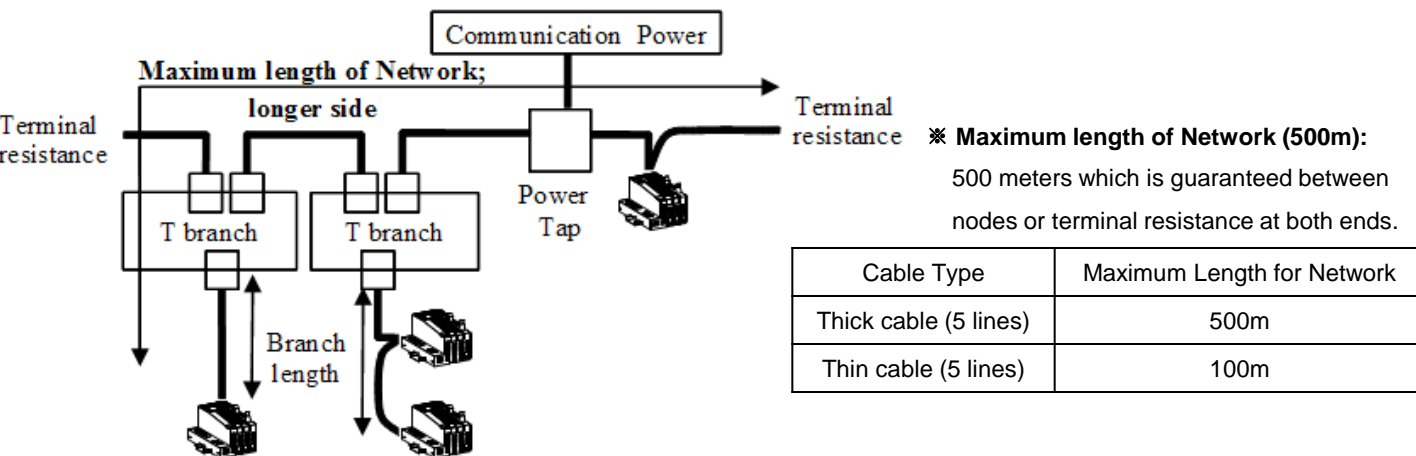 Communication Power
Maximum length of Network;
longer side
Terminal
resistance
Terminal
resistance
Power
Tap
T branch
T branch
Branch
length
※ Maximum length of Network (500m):
500 meters which is guaranteed between
nodes or terminal resistance at both ends.
Cable Type
Maximum Length for Network
Thick cable (5 lines)
500m
Thin cable (5 lines)
100m